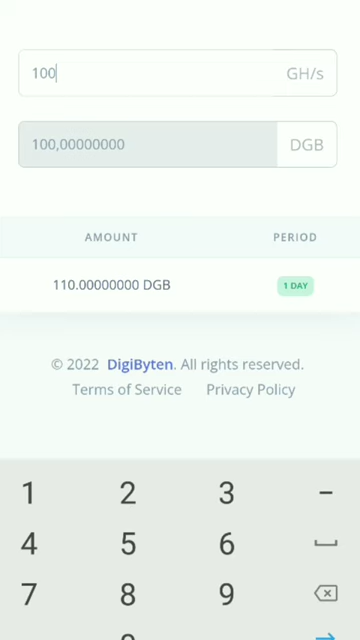 100 GH/s
100,00000000 DGB
AMOUNT PERIOD
110.00000000 DGB 1 DAY
© 2022 DigiByten. All rights reserved.
Terms of Service Privacy Policy
1 2 3 –
4 5 6
7 8 9